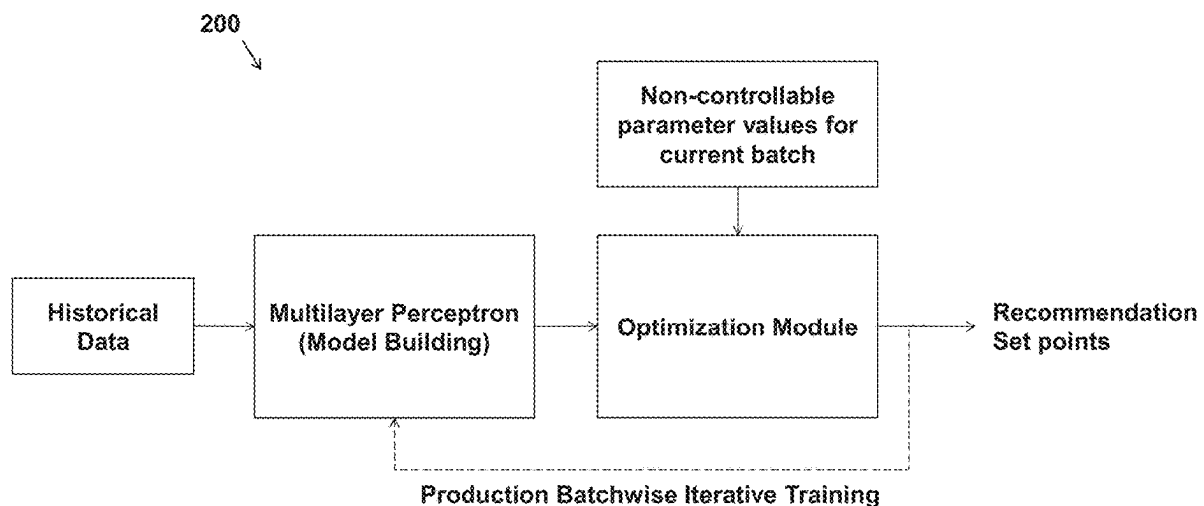 200
Non-controllable
parameter values for
current batch
Historical
Data
Multilayer Perceptron
(Model Building)
Optimization Module
Recommendation
Set points
Production Batchwise Iterative Training